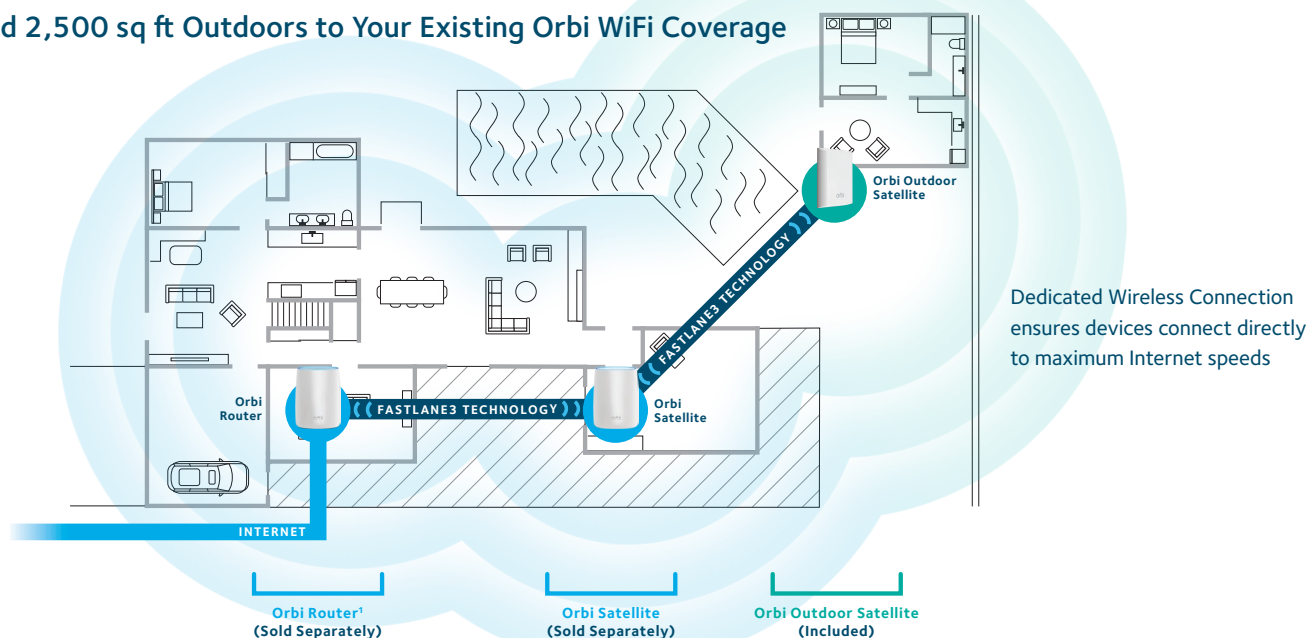 d 2,500 sq ft Outdoors to Your Existing Orbi WiFi Coverage
Orbi Outdoor
Satellite
FASTLANE3 TECHNOLOGY
Dedicated Wireless Connection
ensures devices connect directly
to maximum Internet speeds
Orbi
Router
FASTLANE3 TECHNOLOGY
Orbi
Satellite
INTERNET
Orbi Router¹
(Sold Separately)
Orbi Satellite
(Sold Separately)
Orbi Outdoor Satellite
(Included)